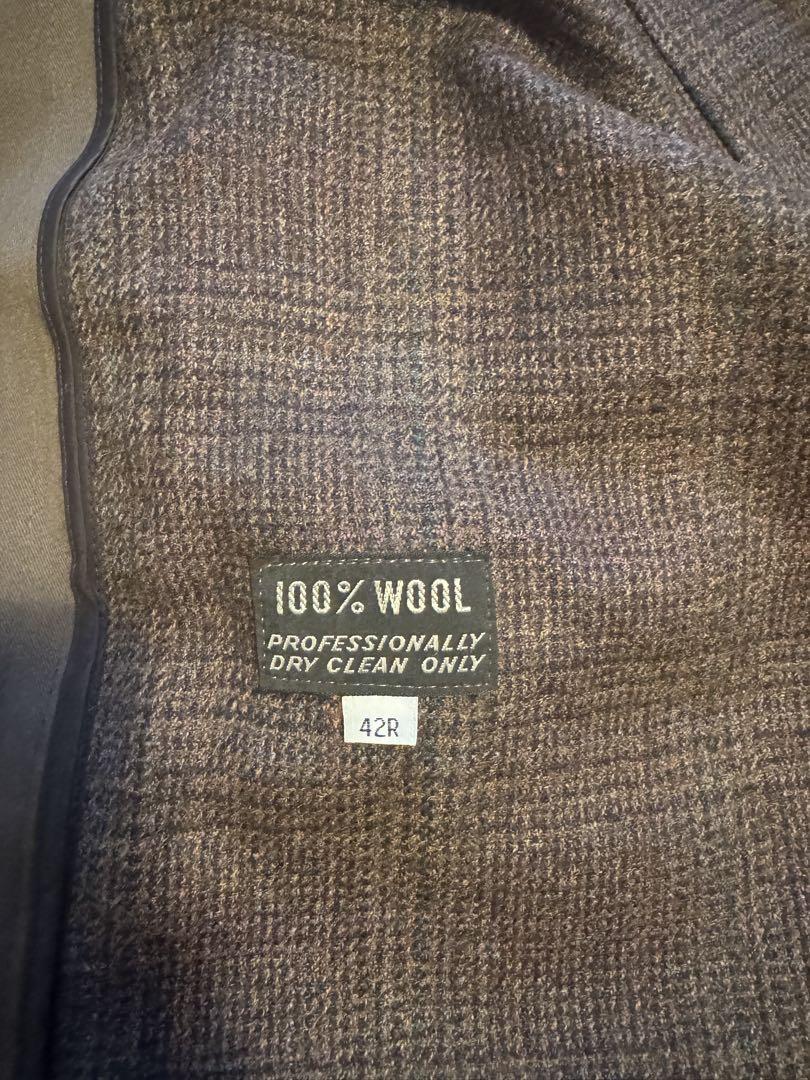 100% WOOL
PROFESSIONALLY
DRY CLEAN ONLY
42R